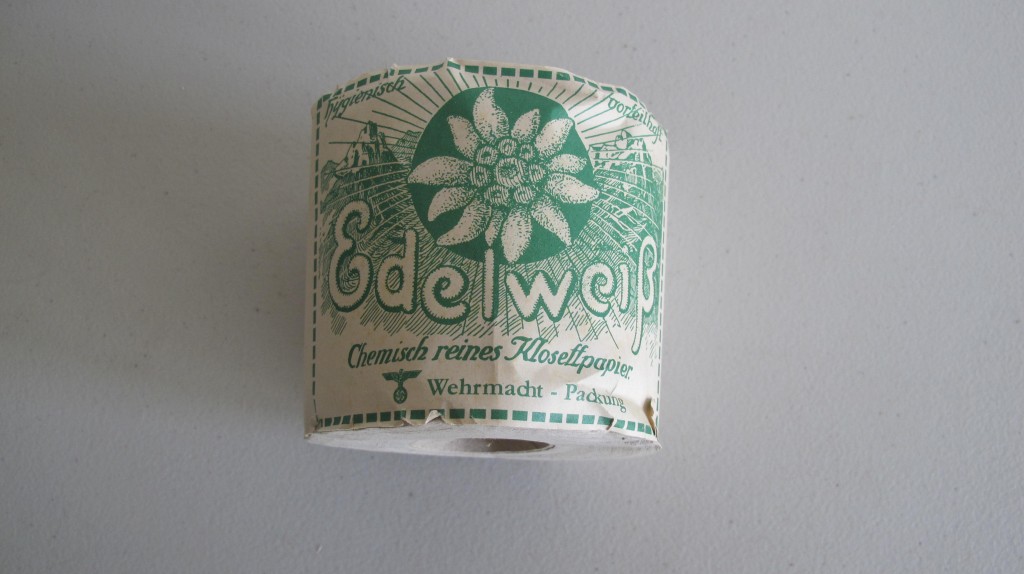 hygienisch
vorteilhaft
Edelweiß
Chemisch reines Klosettpapier.
Wehrmacht - Packung